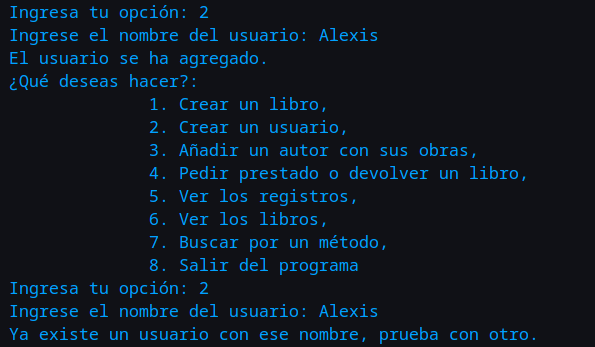 Ingresa tu opción: 2
Ingrese el nombre del usuario: Alexis
El usuario se ha agregado.
¿Qué deseas hacer?:
1. Crear un libro,
2. Crear un usuario,
3. Añadir un autor con sus obras,
4. Pedir prestado o devolver un libro,
5. Ver los registros,
6. Ver los libros,
7. Buscar por un método,
8. Salir del programa
Ingresa tu opción: 2
Ingrese el nombre del usuario: Alexis
Ya existe un usuario con ese nombre, prueba con otro.